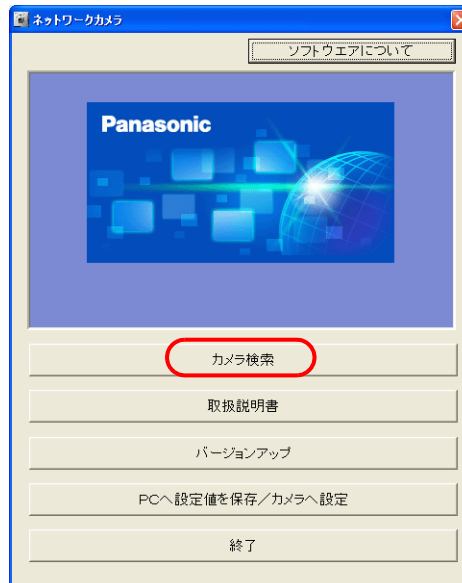 ネットワークカメラ
ソフトウエアについて
Panasonic
カメラ検索
取扱説明書
バージョンアップ
PCへ設定値を保存／カメラへ設定
終了